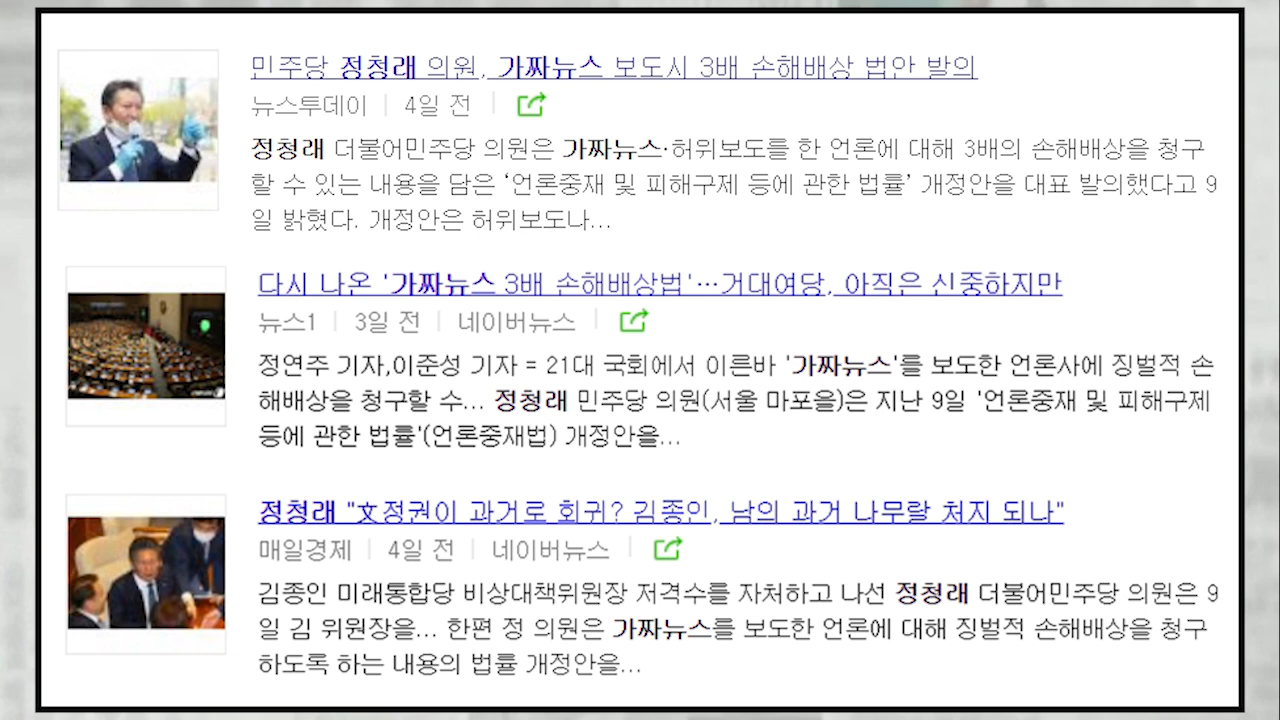 민주당 정청래 의원, 가짜뉴스 보도시 3배 손해배상 법안 발의
뉴스투데이 | 4일 전 |
정청래 더불어민주당 의원은 가짜뉴스·허위보도를 한 언론에 대해 3배의 손해배상을 청구
할 수 있는 내용을 담은 ‘언론중재 및 피해구제 등에 관한 법률’ 개정안을 대표 발의했다고 9
일 밝혔다. 개정안은 허위보도나...
다시 나온 '가짜뉴스 3배 손해배상법'…거대여당, 아직은 신중하지만
뉴스1 | 3일 전 | 네이버뉴스 |
정연주 기자,이준성 기자 = 21대 국회에서 이른바 '가짜뉴스'를 보도한 언론사에 징벌적 손
해배상을 청구할 수... 정청래 민주당 의원(서울 마포을)은 지난 9일 '언론중재 및 피해구제
등에 관한 법률'(언론중재법) 개정안을...
정청래 "文정권이 과거로 회귀? 김종인, 남의 과거 나무랄 처지 되나"
매일경제 | 4일 전 | 네이버뉴스 |
김종인 미래통합당 비상대책위원장 저격수를 자처하고 나선 정청래 더불어민주당 의원은 9
일 김 위원장을... 한편 정 의원은 가짜뉴스를 보도한 언론에 대해 징벌적 손해배상을 청구
하도록 하는 내용의 법률 개정안을...